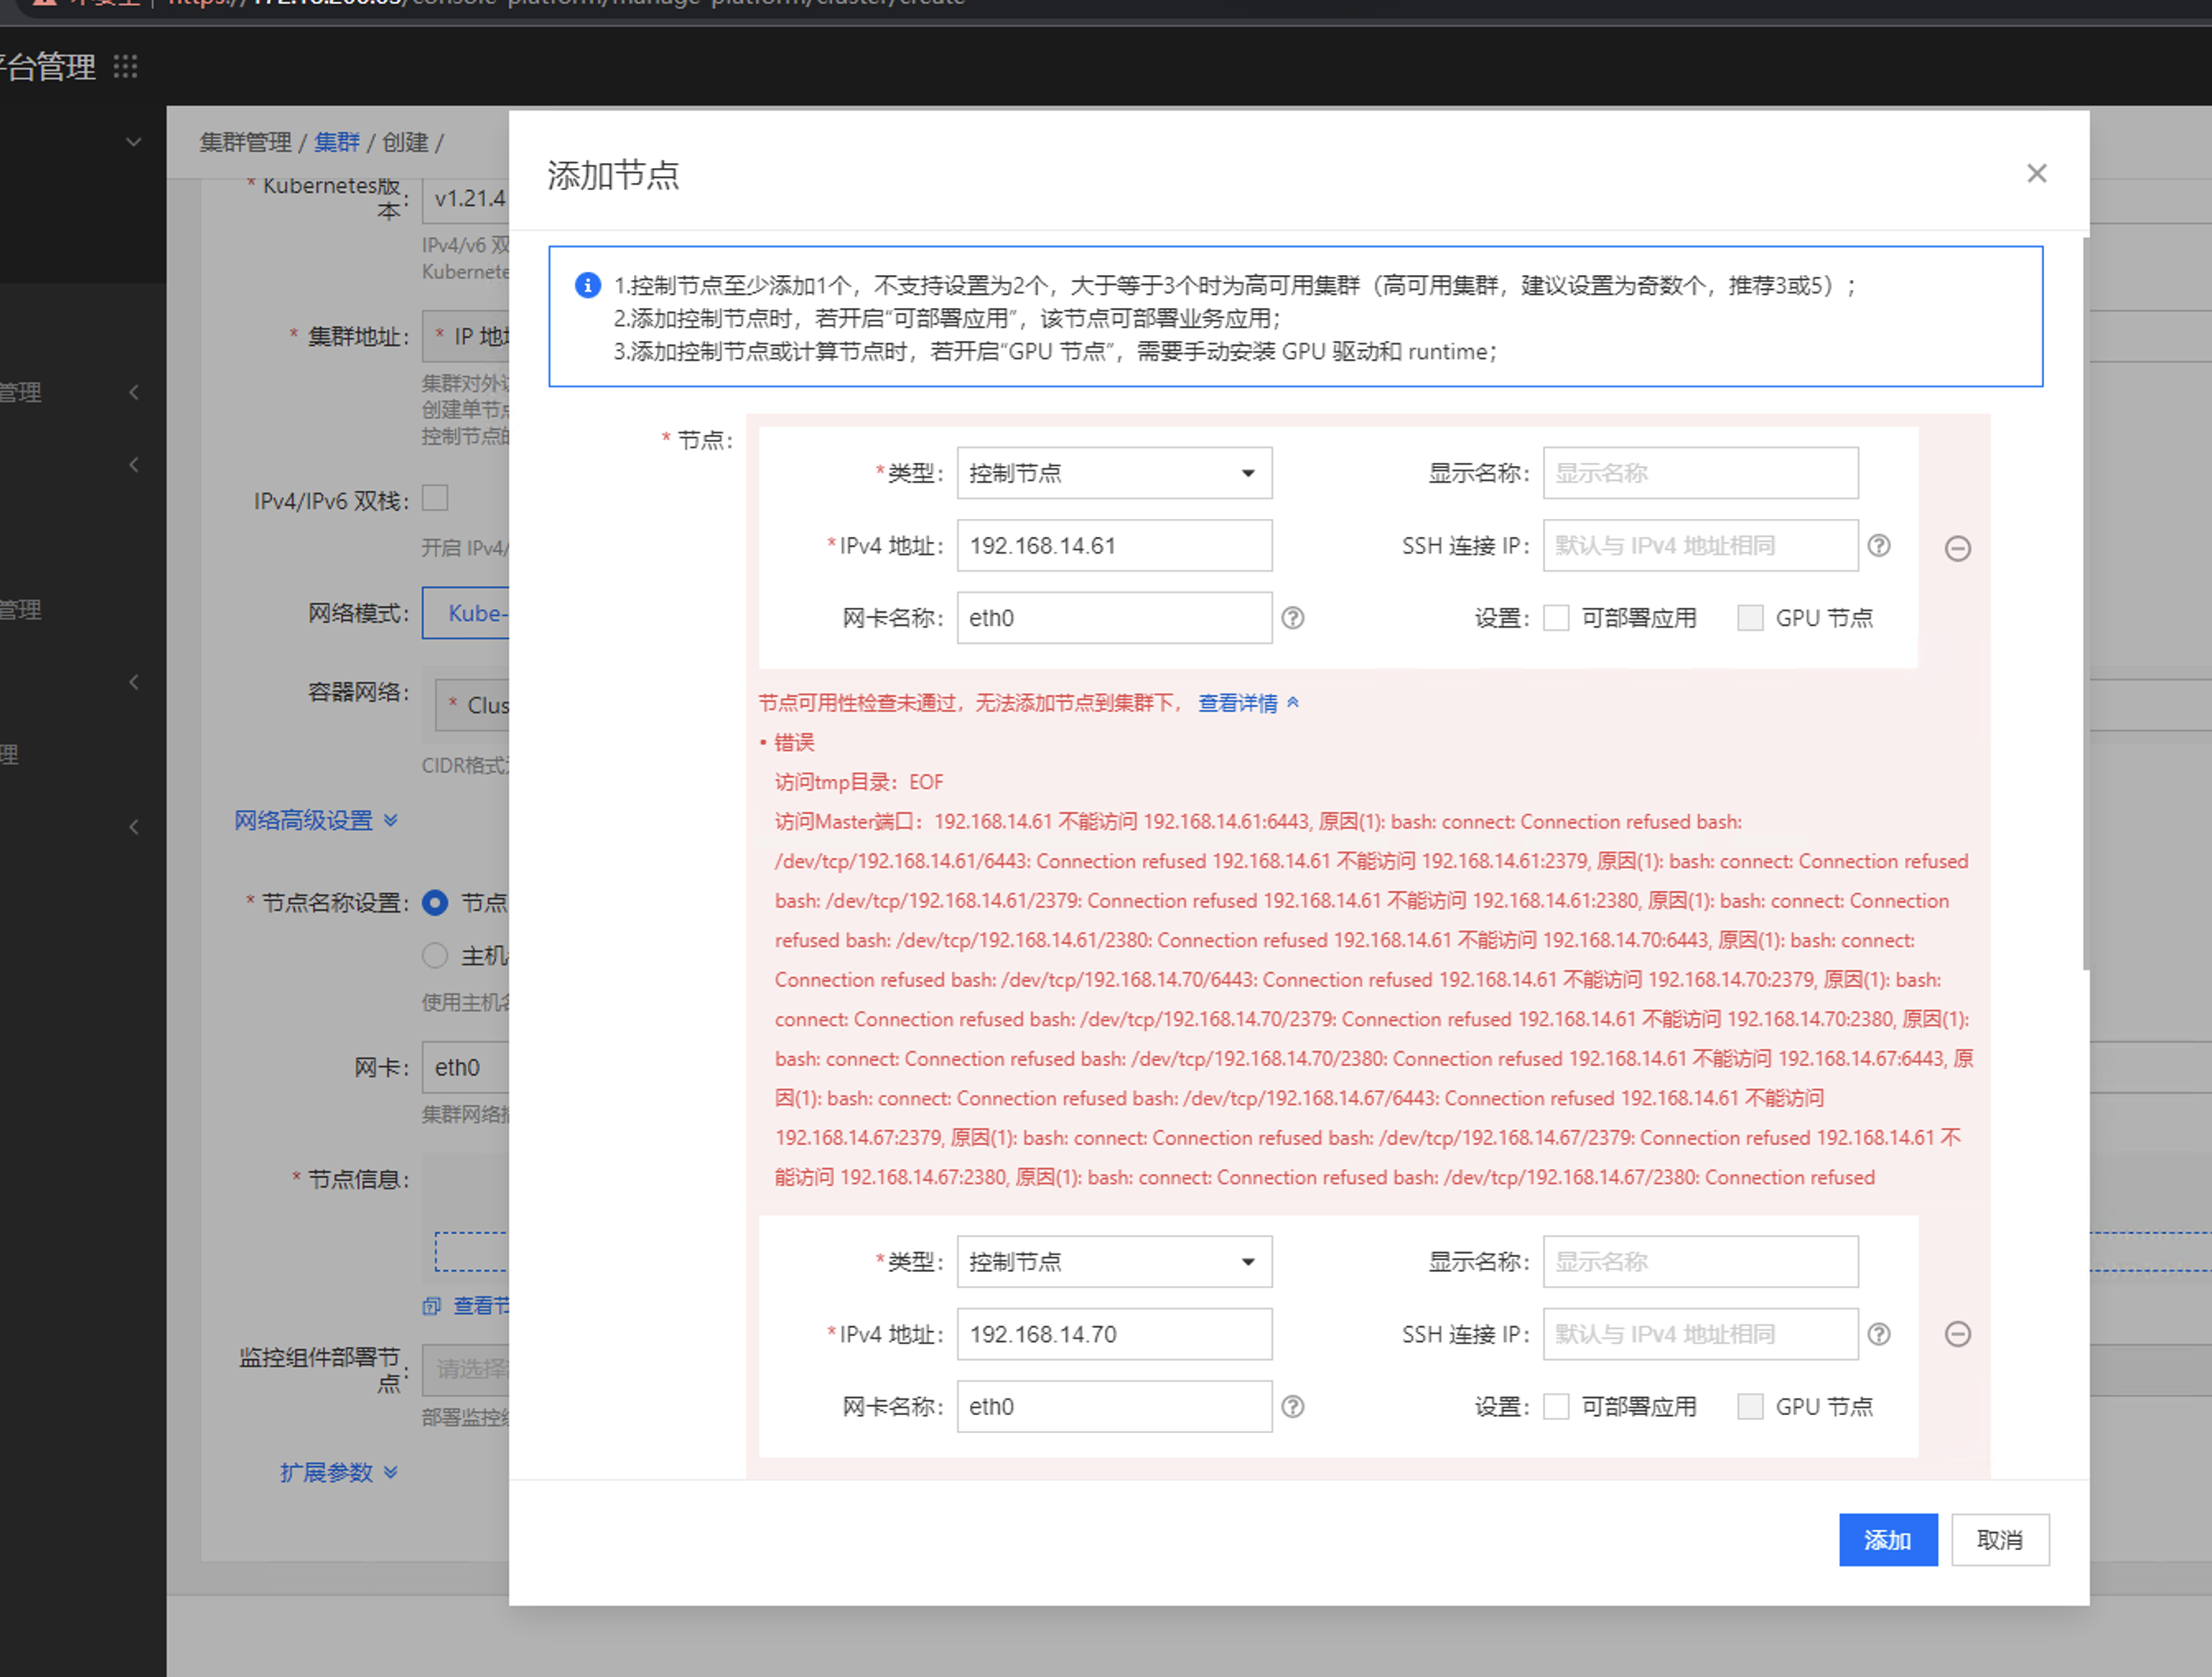 平台管理
集群管理 / 集群 / 创建 /
* Kubernetes版本:
v1.21.4
IPv4/v6 双
Kubernete
* 集群地址:
* IP 地
集群对外
创建单节
控制节点
IPv4/IPv6 双栈:
开启 IPv4/
网络模式:
Kube-
容器网络:
* Clus
CIDR格式
网络高级设置
* 节点名称设置:
节点
主机
使用主机
网卡:
eth0
集群网络
* 节点信息:
查看节
监控组件部署节点:
请选择
部署监控
扩展参数
管理
管理
理
添加节点
1.控制节点至少添加1个，不支持设置为2个，大于等于3个时为高可用集群（高可用集群，建议设置为奇数个，推荐3或5）；
2.添加控制节点时，若开启“可部署应用”，该节点可部署业务应用；
3.添加控制节点或计算节点时，若开启“GPU 节点”，需要手动安装 GPU 驱动和 runtime；
* 节点:
*类型: 控制节点 显示名称: 显示名称
*IPv4 地址: 192.168.14.61 SSH 连接 IP: 默认与 IPv4 地址相同
网卡名称: eth0 设置: 可部署应用 GPU 节点
节点可用性检查未通过，无法添加节点到集群下， 查看详情
• 错误
访问tmp目录：EOF
访问Master端口：192.168.14.61 不能访问 192.168.14.61:6443, 原因(1): bash: connect: Connection refused bash:
/dev/tcp/192.168.14.61/6443: Connection refused 192.168.14.61 不能访问 192.168.14.61:2379, 原因(1): bash: connect: Connection refused
bash: /dev/tcp/192.168.14.61/2379: Connection refused 192.168.14.61 不能访问 192.168.14.61:2380, 原因(1): bash: connect: Connection
refused bash: /dev/tcp/192.168.14.61/2380: Connection refused 192.168.14.61 不能访问 192.168.14.70:6443, 原因(1): bash: connect:
Connection refused bash: /dev/tcp/192.168.14.70/6443: Connection refused 192.168.14.61 不能访问 192.168.14.70:2379, 原因(1): bash:
connect: Connection refused bash: /dev/tcp/192.168.14.70/2379: Connection refused 192.168.14.61 不能访问 192.168.14.70:2380, 原因(1):
bash: connect: Connection refused bash: /dev/tcp/192.168.14.70/2380: Connection refused 192.168.14.61 不能访问 192.168.14.67:6443, 原
因(1): bash: connect: Connection refused bash: /dev/tcp/192.168.14.67/6443: Connection refused 192.168.14.61 不能访问
192.168.14.67:2379, 原因(1): bash: connect: Connection refused bash: /dev/tcp/192.168.14.67/2379: Connection refused 192.168.14.61 不
能访问 192.168.14.67:2380, 原因(1): bash: connect: Connection refused bash: /dev/tcp/192.168.14.67/2380: Connection refused
*类型: 控制节点 显示名称: 显示名称
*IPv4 地址: 192.168.14.70 SSH 连接 IP: 默认与 IPv4 地址相同
网卡名称: eth0 设置: 可部署应用 GPU 节点
添加 取消